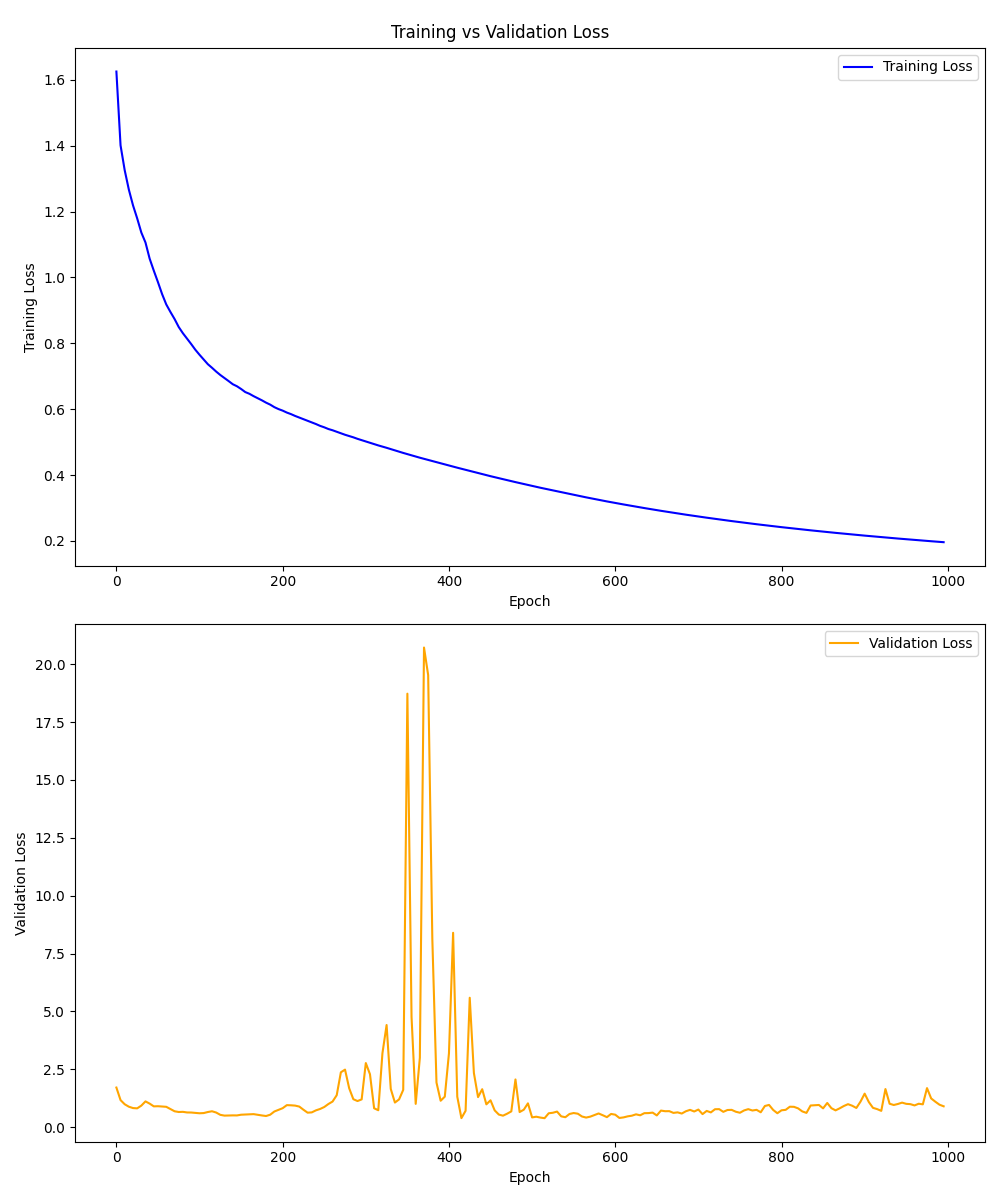 Training vs Validation Loss
Training Loss
1.6
1.4
1.2
1.0
0.8
0.6
0.4
0.2
Training Loss
0 200 400 600 800 1000
Epoch
Validation Loss
20.0
17.5
15.0
12.5
10.0
7.5
5.0
2.5
0.0
Validation Loss
0 200 400 600 800 1000
Epoch